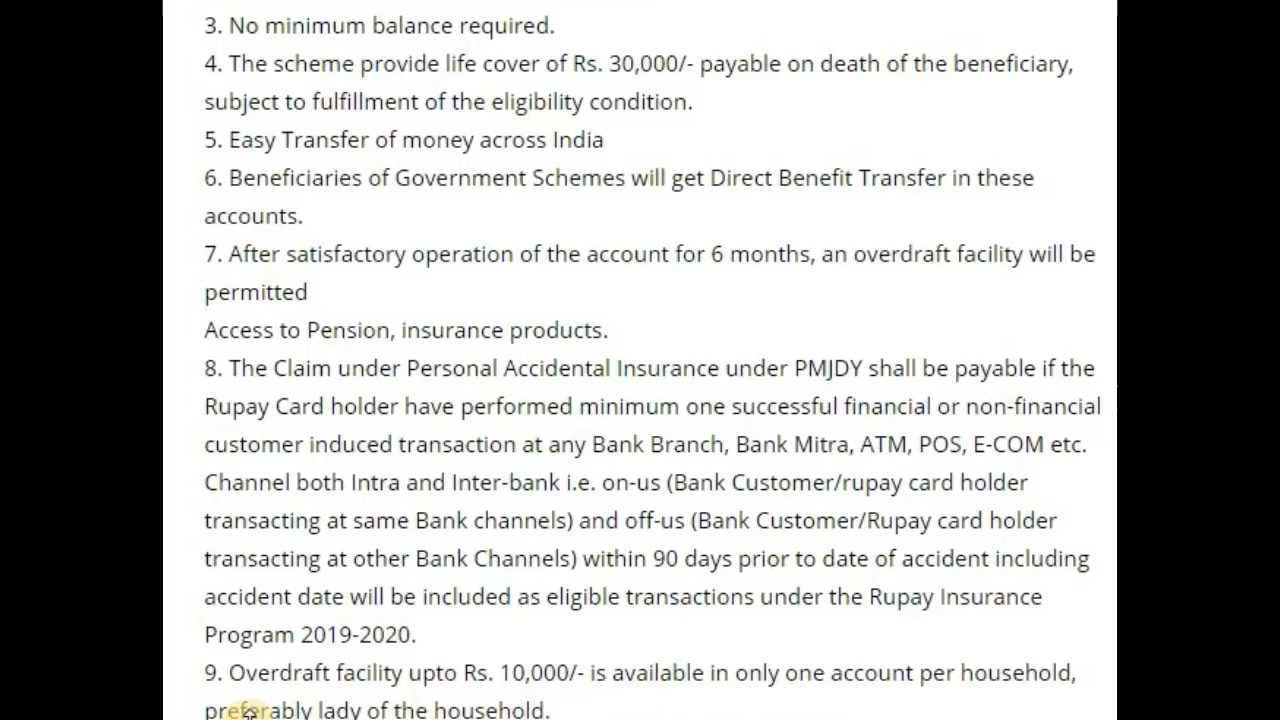 3. No minimum balance required.
4. The scheme provide life cover of Rs. 30,000/- payable on death of the beneficiary,
subject to fulfillment of the eligibility condition.
5. Easy Transfer of money across India
6. Beneficiaries of Government Schemes will get Direct Benefit Transfer in these
accounts.
7. After satisfactory operation of the account for 6 months, an overdraft facility will be
permitted
Access to Pension, insurance products.
8. The Claim under Personal Accidental Insurance under PMJDY shall be payable if the
Rupay Card holder have performed minimum one successful financial or non-financial
customer induced transaction at any Bank Branch, Bank Mitra, ATM, POS, E-COM etc.
Channel both Intra and Inter-bank i.e. on-us (Bank Customer/rupay card holder
transacting at same Bank channels) and off-us (Bank Customer/Rupay card holder
transacting at other Bank Channels) within 90 days prior to date of accident including
accident date will be included as eligible transactions under the Rupay Insurance
Program 2019-2020.
9. Overdraft facility upto Rs. 10,000/- is available in only one account per household,
preferably lady of the household.